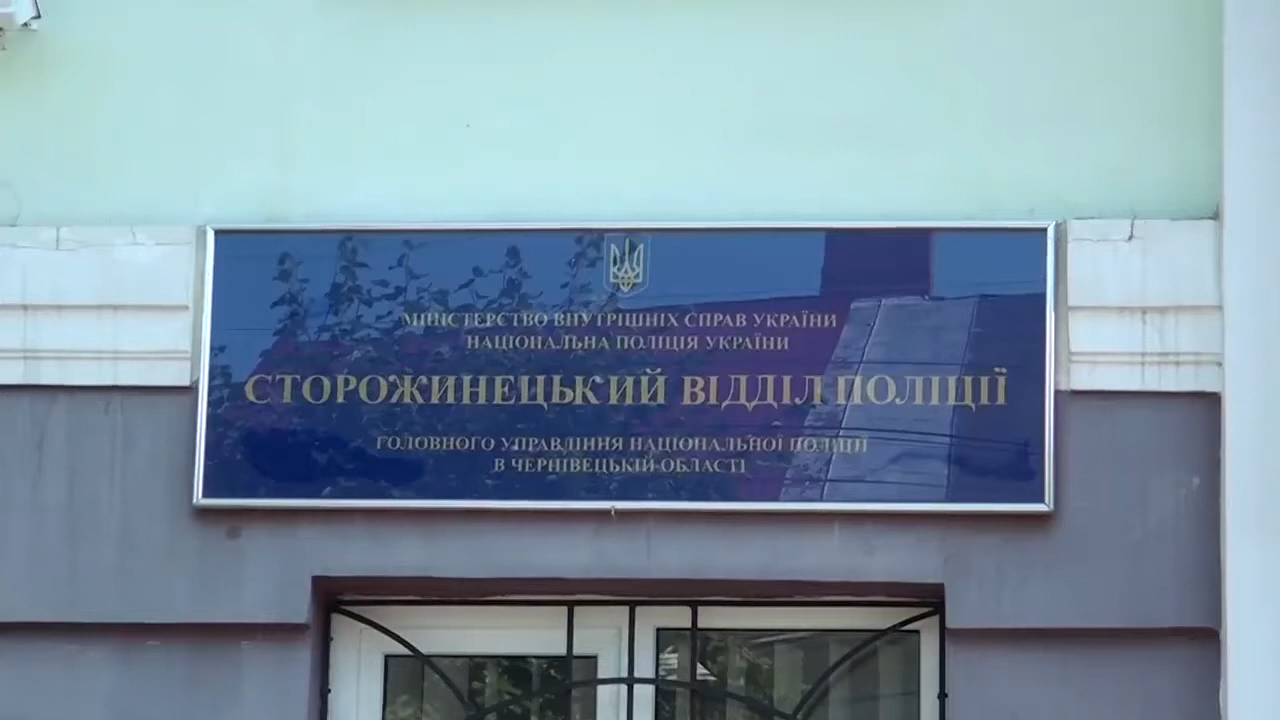 МІНІСТЕРСТВО ВНУТРІШНІХ СПРАВ УКРАЇНИ
НАЦІОНАЛЬНА ПОЛІЦІЯ УКРАЇНИ
СТОРОЖИНЕЦЬКИЙ ВІДДІЛ ПОЛІЦІЇ
ГОЛОВНОГО УПРАВЛІННЯ НАЦІОНАЛЬНОЇ ПОЛІЦІЇ
В ЧЕРНІВЕЦЬКІЙ ОБЛАСТІ